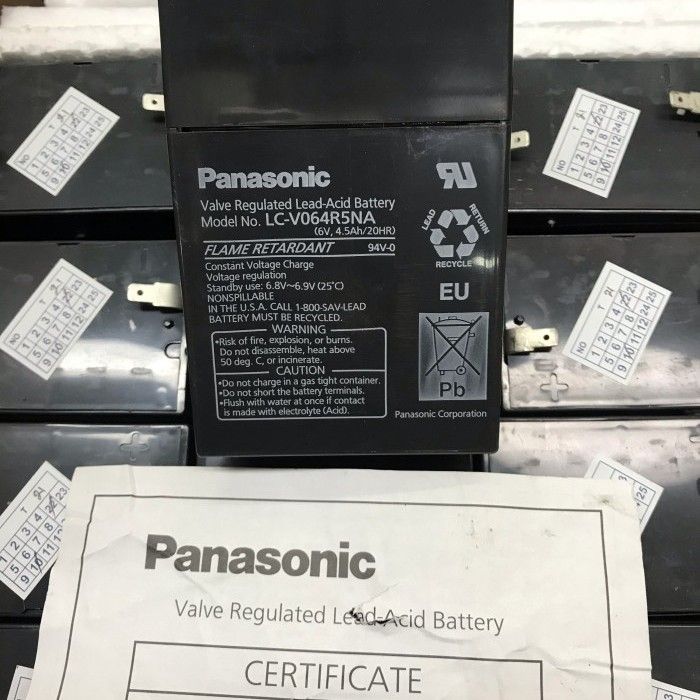 Panasonic
Valve Regulated Lead-Acid Battery
Model No. LC-V064R5NA
(6V, 4.5Ah/20HR)
FLAME RETARDANT 94V-0
Constant Voltage Charge
Voltage regulation
Standby use: 6.8V~6.9V (25°C)
NONSPILLABLE
IN THE U.S.A. CALL 1-800-SAV-LEAD
BATTERY MUST BE RECYCLED.
WARNING
•Risk of fire, explosion, or burns.
Do not disassemble, heat above
50 deg. C, or incinerate.
CAUTION
•Do not charge in a gas tight container.
•Do not short the battery terminals.
•Flush with water at once if contact
is made with electrolyte (Acid).
LEAD
RETURN
RECYCLE
EU
Pb
Panasonic Corporation
Panasonic
Valve Regulated Lead-Acid Battery
CERTIFICATE